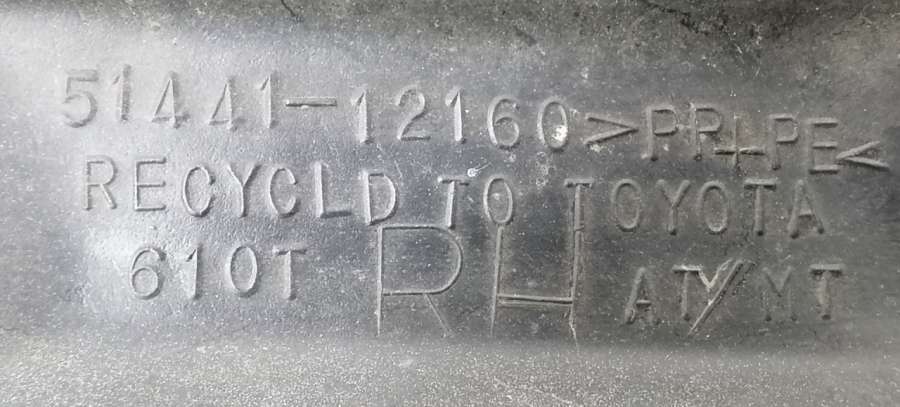 51441-12160 >PP+PE<
RECYCLD TO TOYOTA
610T RH AT/MT